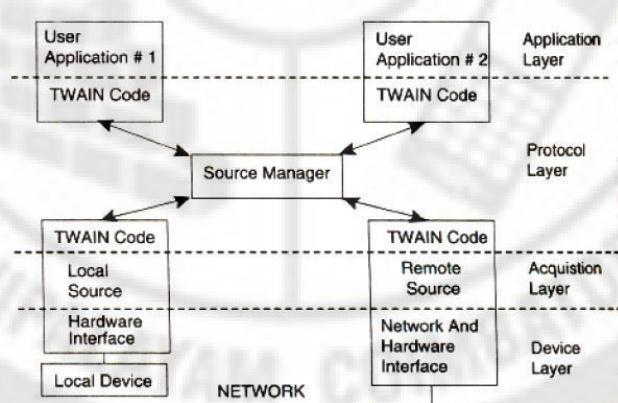 User
Application # 1
User
Application # 2
Application
Layer
TWAIN Code
TWAIN Code
Source Manager
Protocol
Layer
TWAIN Code
TWAIN Code
Local
Source
Remote
Source
Acquistion
Layer
Hardware
Interface
Network And
Hardware
Interface
Device
Layer
Local Device
NETWORK